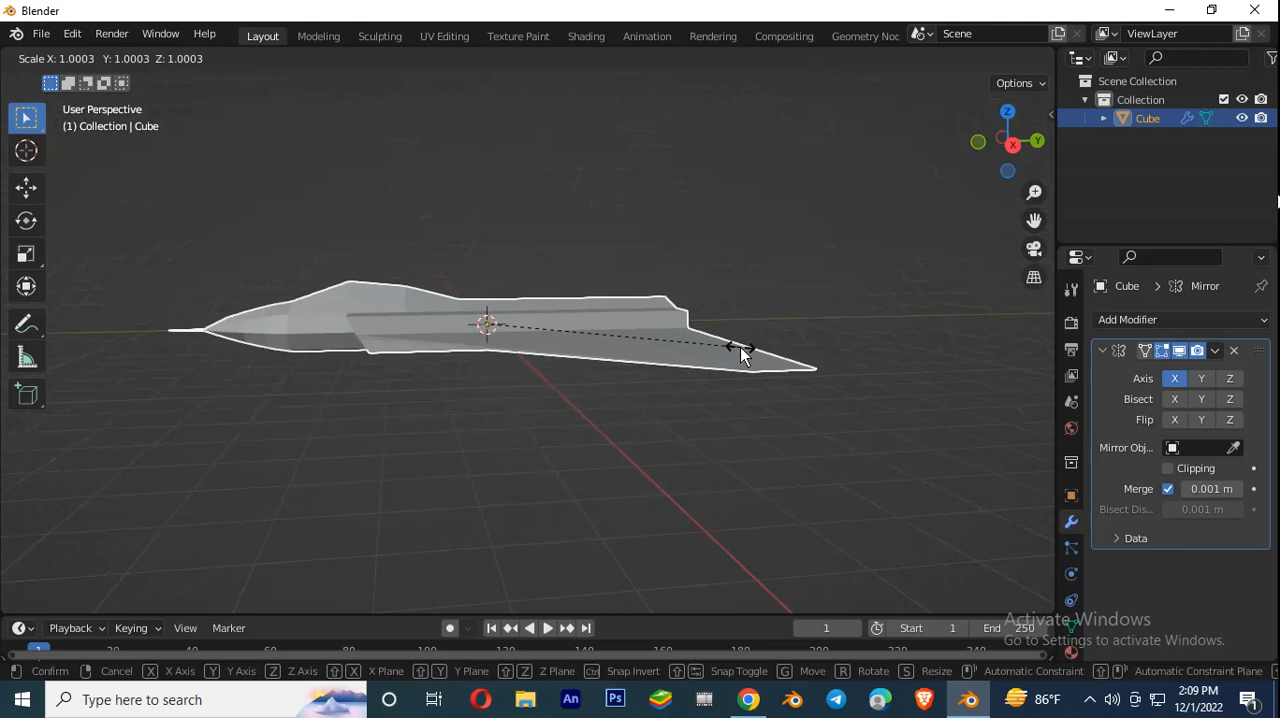 Blender
File Edit Render Window Help Layout Modeling Sculpting UV Editing Texture Paint Shading Animation Rendering Compositing Geometry Noc Scene ViewLayer
Scale X: 1.0003 Y: 1.0003 Z: 1.0003
Options
User Perspective
(1) Collection | Cube
Z
Y
X
Scene Collection
Collection
Cube
Cube > Mirror
Add Modifier
Axis X Y Z
Bisect X Y Z
Flip X Y Z
Mirror Obj...
Clipping
Merge 0.001 m
Bisect Dis... 0.001 m
Data
Playback Keying View Marker 1 Start 1 End 250
Activate Windows
Go to Settings to activate Windows.
Confirm Cancel X X Axis Y Y Axis Z Z Axis X X Plane Y Y Plane Z Z Plane Ctrl Snap Invert Snap Toggle G Move R Rotate S Resize Automatic Constraint Automatic Constraint Plane
Type here to search An Ps 86°F 2:09 PM
12/1/2022 1